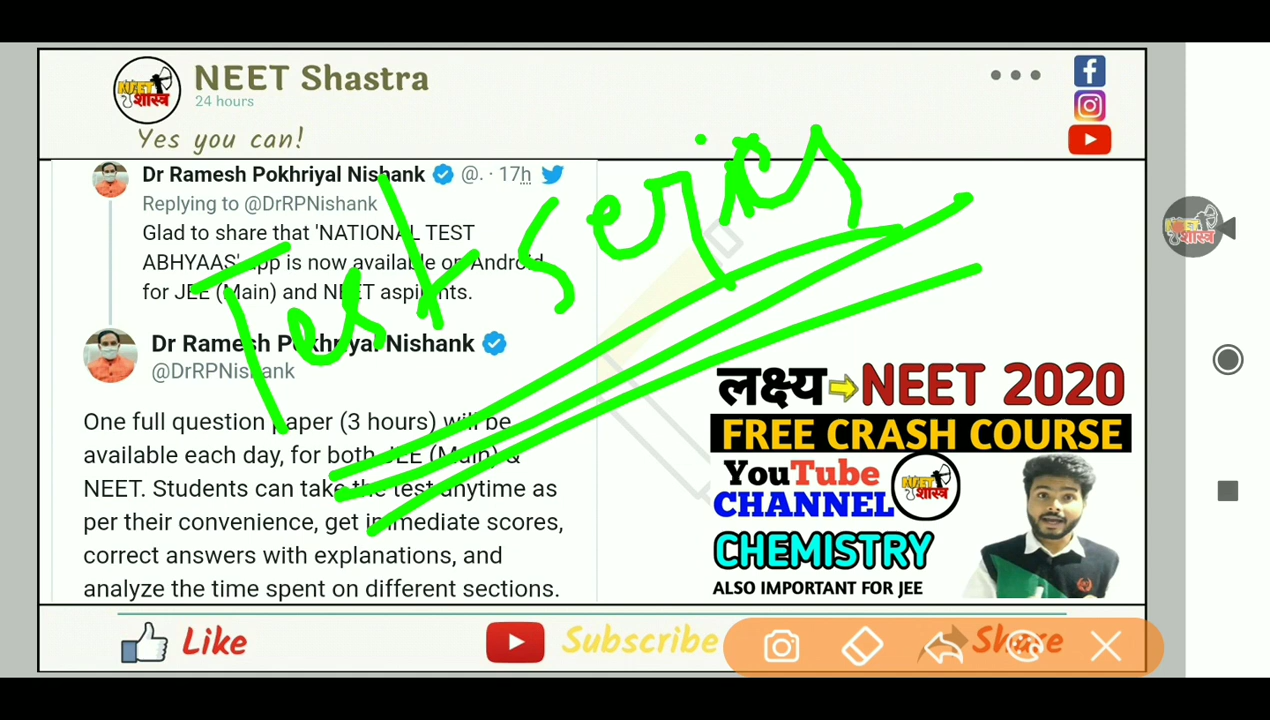 NEET Shastra
24 hours
Yes you can!
NEET शास्त्र
Dr Ramesh Pokhriyal Nishank @. · 17h
Replying to @DrRPNishank
Glad to share that 'NATIONAL TEST
ABHYAAS' app is now available on Android
for JEE (Main) and NEET aspirants.
Test series
Dr Ramesh Pokhriyal Nishank
@DrRPNishank
One full question paper (3 hours) will be
available each day, for both JEE (Main) &
NEET. Students can take the test anytime as
per their convenience, get immediate scores,
correct answers with explanations, and
analyze the time spent on different sections.
लक्ष्य NEET 2020
FREE CRASH COURSE
YouTube
CHANNEL
NEET शास्त्र
CHEMISTRY
ALSO IMPORTANT FOR JEE
NEET शास्त्र
Like
Subscribe
Share